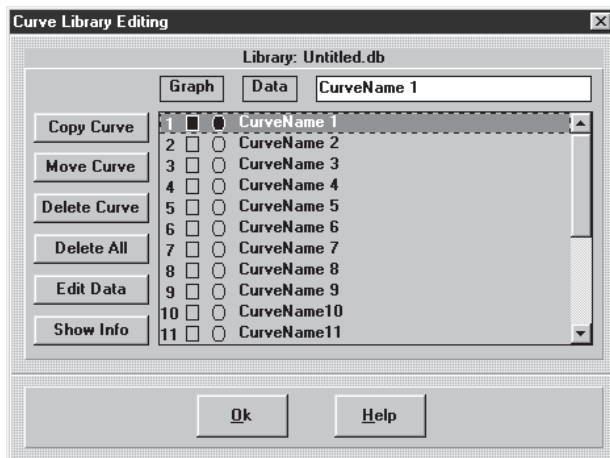 Curve Library Editing
Library: Untitled.db
Graph Data CurveName 1
Copy Curve
Move Curve
Delete Curve
Delete All
Edit Data
Show Info
1 CurveName 1
2 CurveName 2
3 CurveName 3
4 CurveName 4
5 CurveName 5
6 CurveName 6
7 CurveName 7
8 CurveName 8
9 CurveName 9
10 CurveName10
11 CurveName11
Ok Help